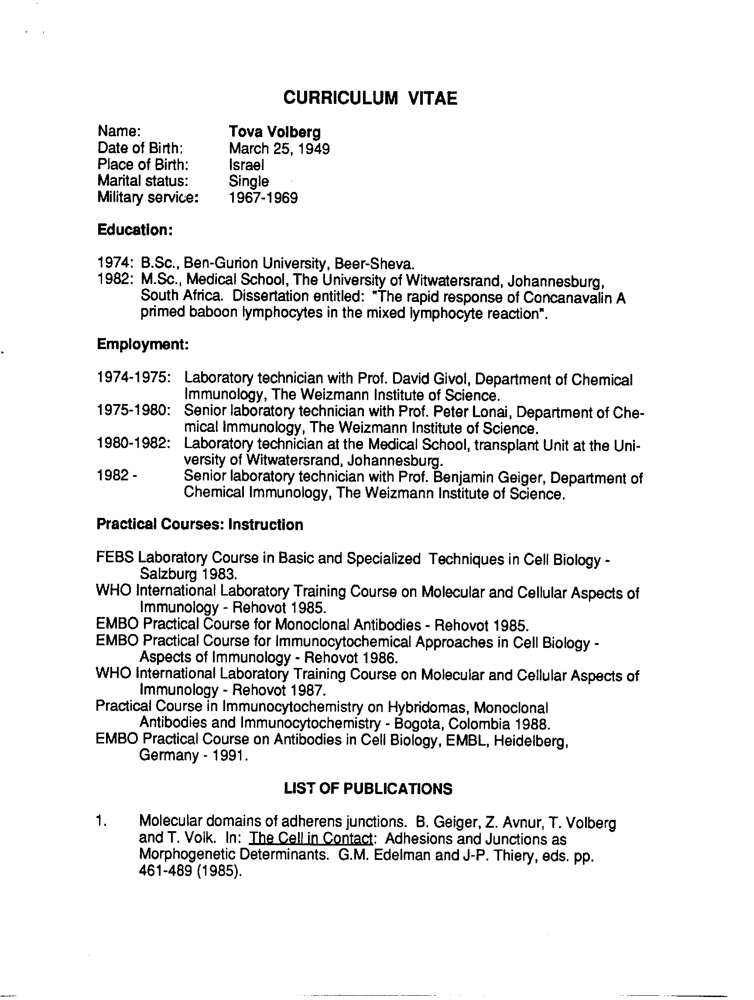 CURRICULUM VITAE
Name: Tova Volberg
Date of Birth: March 25, 1949
Place of Birth: Israel
Marital status: Single
Military service: 1967-1969
Education:
1974: B.Sc., Ben-Gurion University, Beer-Sheva.
1982: M.Sc., Medical School, The University of Witwatersrand, Johannesburg,
South Africa. Dissertation entitled: "The rapid response of Concanavalin A
primed baboon lymphocytes in the mixed lymphocyte reaction".
Employment:
1974-1975: Laboratory technician with Prof. David Givol, Department of Chemical
Immunology, The Weizmann Institute of Science.
1975-1980: Senior laboratory technician with Prof. Peter Lonai, Department of Che-
mical Immunology, The Weizmann Institute of Science.
1980-1982: Laboratory technician at the Medical School, transplant Unit at the Uni-
versity of Witwatersrand, Johannesburg.
1982 - Senior laboratory technician with Prof. Benjamin Geiger, Department of
Chemical Immunology, The Weizmann Institute of Science.
Practical Courses: Instruction
FEBS Laboratory Course in Basic and Specialized Techniques in Cell Biology -
Salzburg 1983.
WHO International Laboratory Training Course on Molecular and Cellular Aspects of
Immunology - Rehovot 1985.
EMBO Practical Course for Monoclonal Antibodies - Rehovot 1985.
EMBO Practical Course for Immunocytochemical Approaches in Cell Biology -
Aspects of Immunology - Rehovot 1986.
WHO International Laboratory Training Course on Molecular and Cellular Aspects of
Immunology - Rehovot 1987.
Practical Course in Immunocytochemistry on Hybridomas, Monoclonal
Antibodies and Immunocytochemistry - Bogota, Colombia 1988.
EMBO Practical Course on Antibodies in Cell Biology, EMBL, Heidelberg,
Germany - 1991.
LIST OF PUBLICATIONS
1. Molecular domains of adherens junctions. B. Geiger, Z. Avnur, T. Volberg
and T. Volk. In: The Cell in Contact: Adhesions and Junctions as
Morphogenetic Determinants. G.M. Edelman and J-P. Thiery, eds. pp.
461-489 (1985).